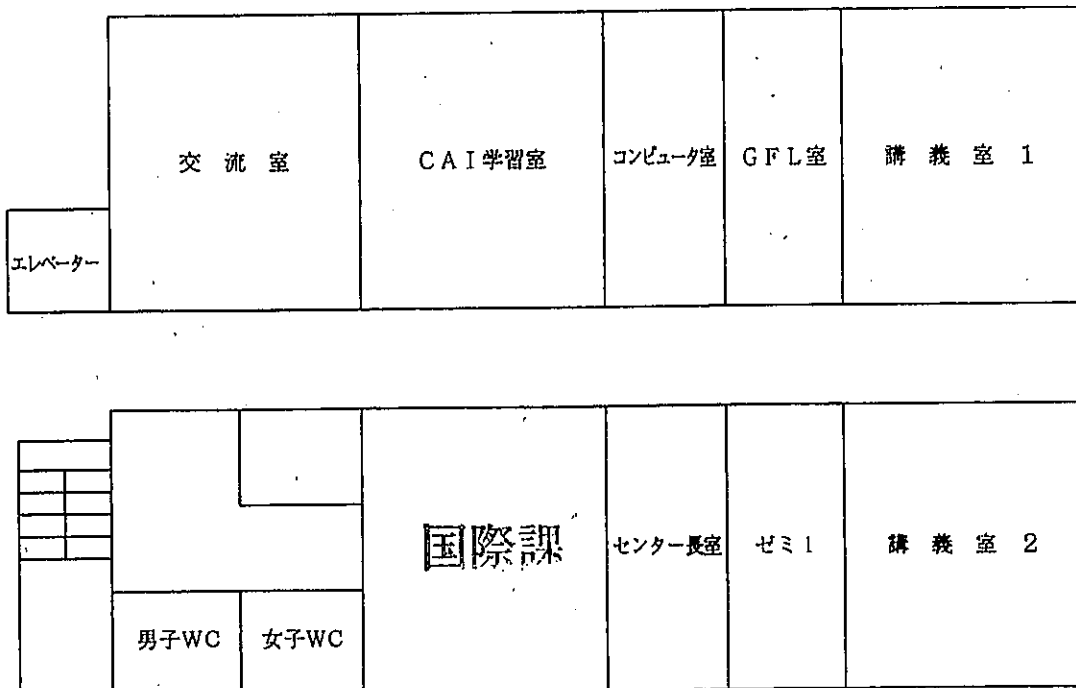 交流室
CAI学習室
コンピュータ室
GFL室
講義室 1
エレベーター
国際課
センター長室
ゼミ1
講義室 2
男子WC
女子WC